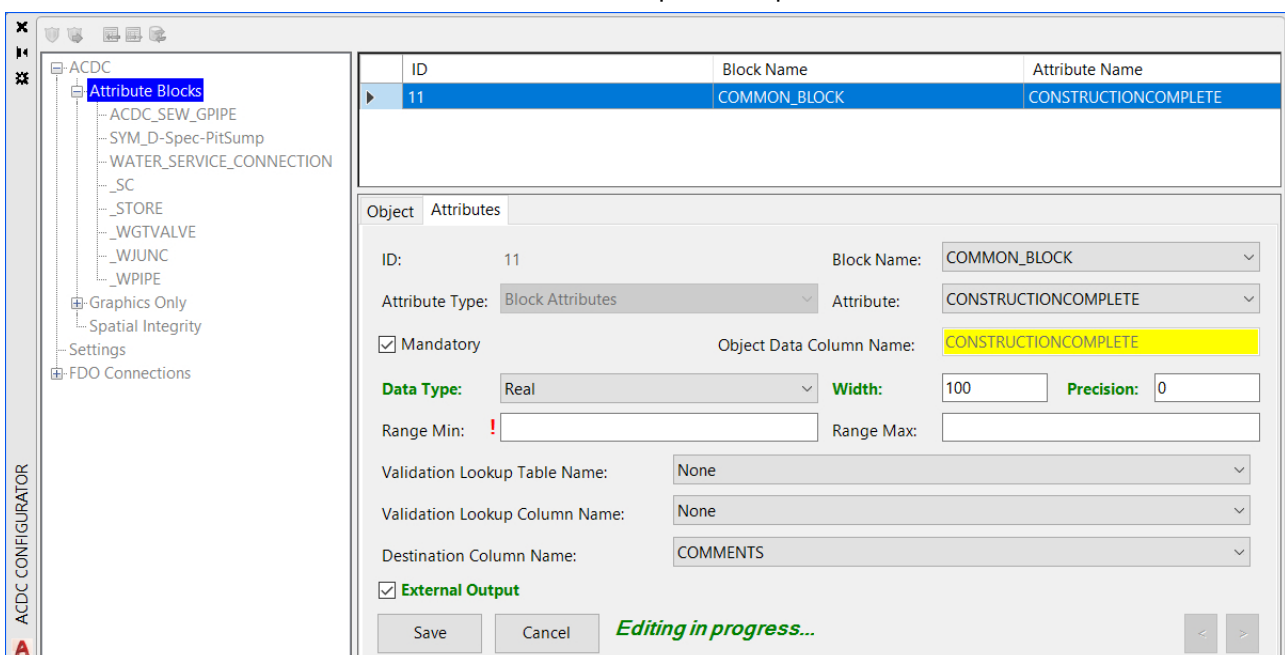 ACDC
Attribute Blocks
ACDC_SEW_GPIPE
SYM_D-Spec-PitSump
WATER_SERVICE_CONNECTION
_SC
_STORE
_WGTVALVE
_WJUNC
_WPIPE
Graphics Only
Spatial Integrity
Settings
FDO Connections
ACDC CONFIGURATOR
A
ID Block Name Attribute Name
11 COMMON_BLOCK CONSTRUCTIONCOMPLETE
Object Attributes
ID: 11 Block Name: COMMON_BLOCK
Attribute Type: Block Attributes Attribute: CONSTRUCTIONCOMPLETE
Mandatory Object Data Column Name: CONSTRUCTIONCOMPLETE
Data Type: Real Width: 100 Precision: 0
Range Min: ! Range Max:
Validation Lookup Table Name: None
Validation Lookup Column Name: None
Destination Column Name: COMMENTS
External Output
Save Cancel Editing in progress... < >